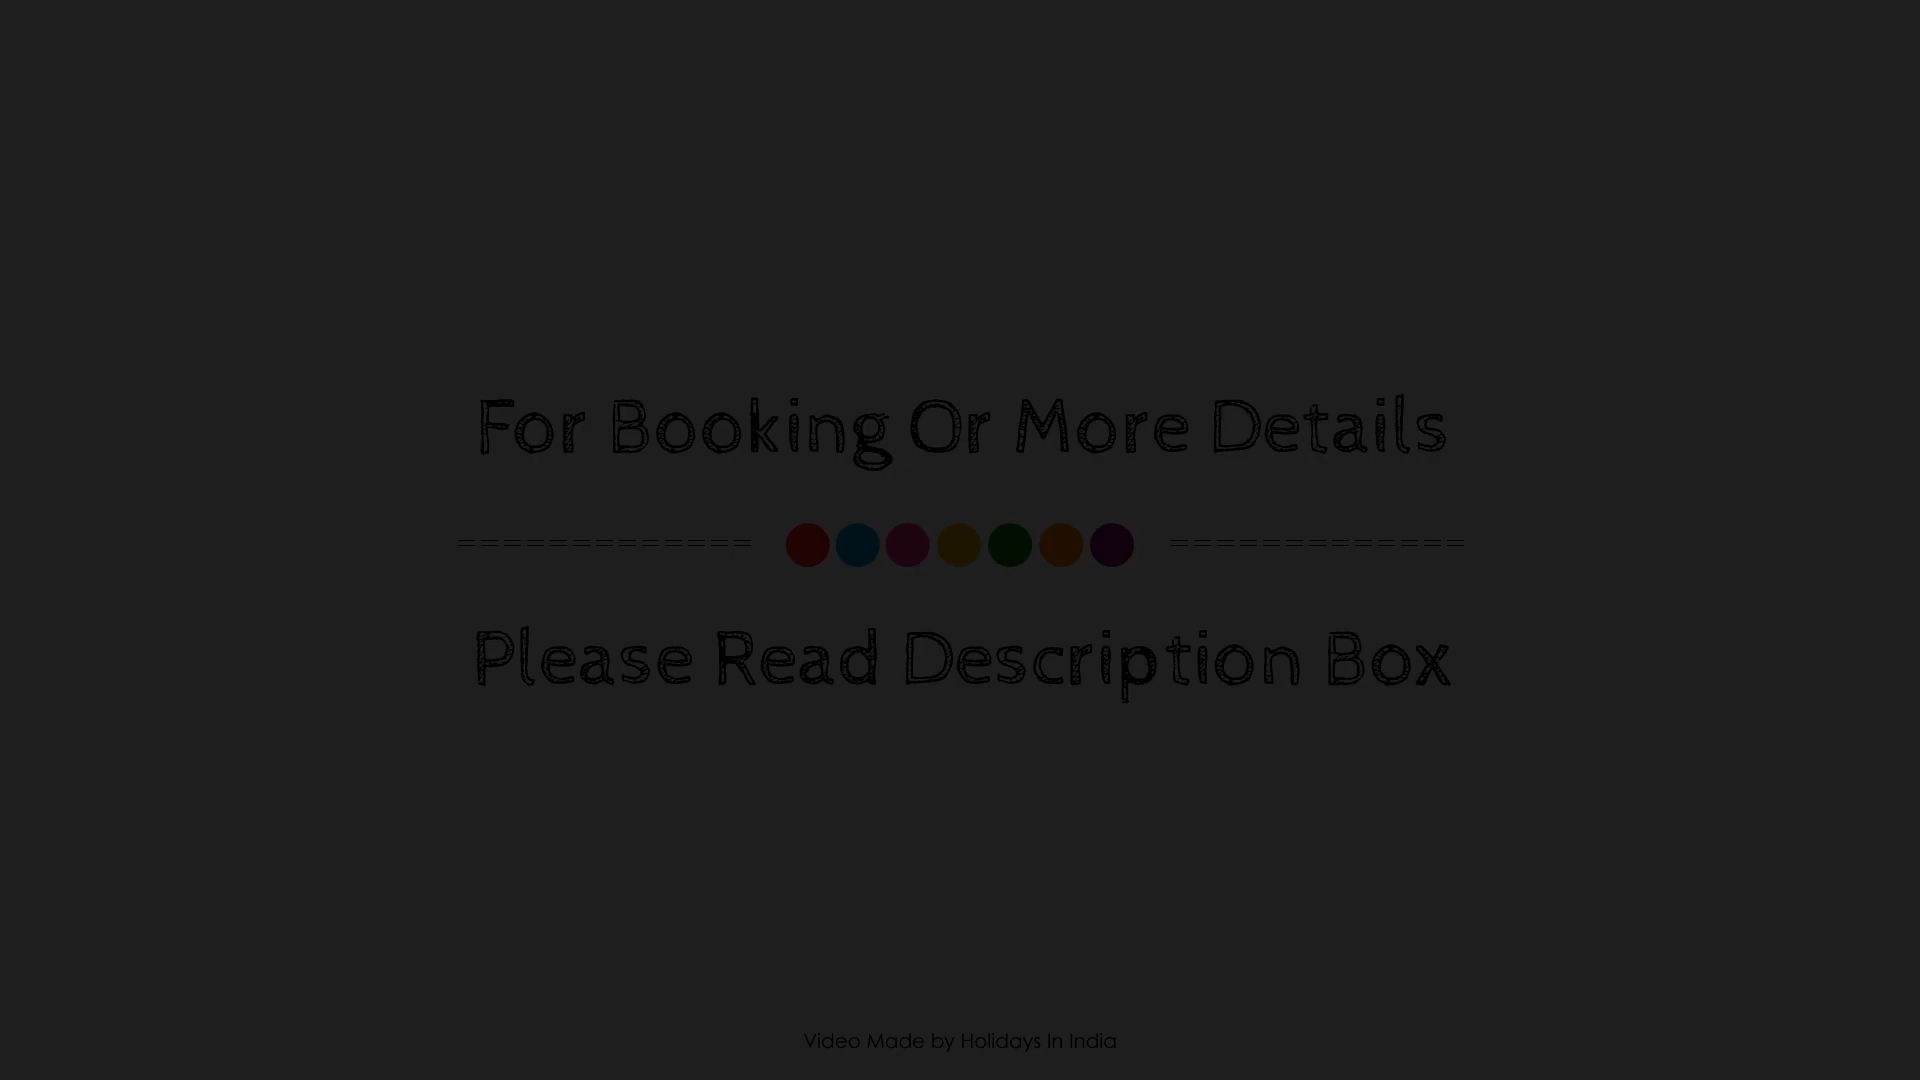 For Booking Or More Details
============= =============
Please Read Description Box
Video Made by Holidays In India